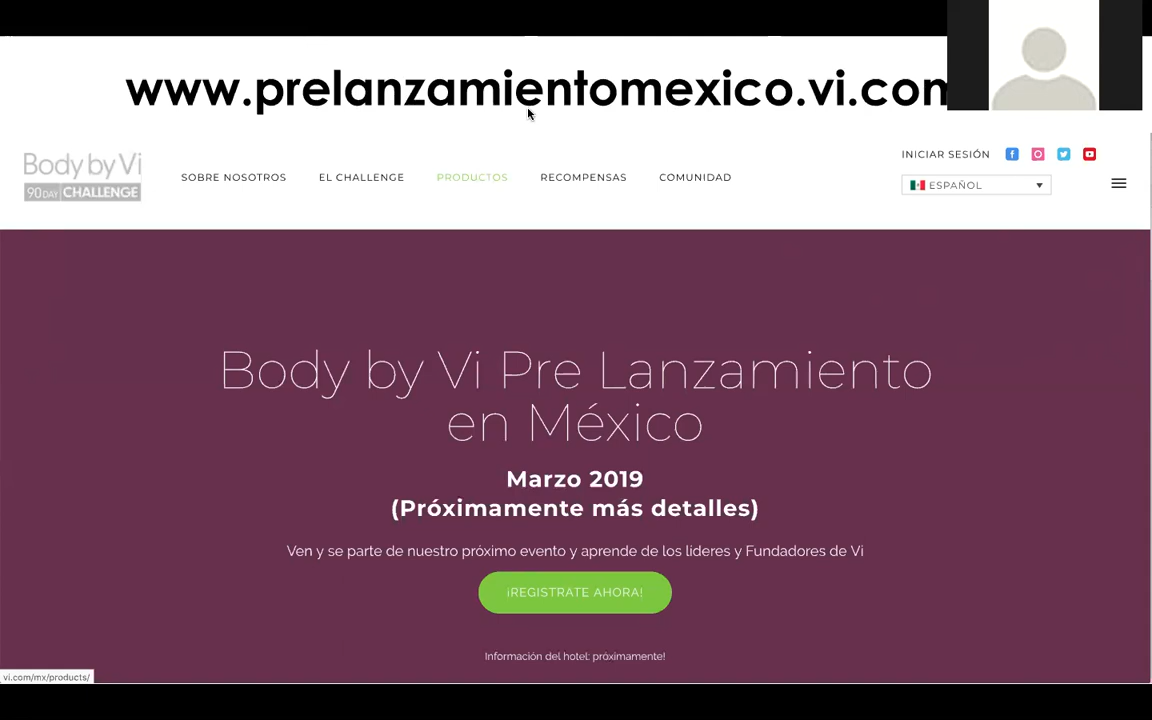 www.prelanzamientomexico.vi.com
Body by Vi
90 DAY CHALLENGE
SOBRE NOSOTROS
EL CHALLENGE
PRODUCTOS
RECOMPENSAS
COMUNIDAD
INICIAR SESIÓN
ESPAÑOL
Body by Vi Pre Lanzamiento
en México
Marzo 2019
(Próximamente más detalles)
Ven y se parte de nuestro próximo evento y aprende de los líderes y Fundadores de Vi
¡REGISTRATE AHORA!
Información del hotel: próximamente!
vi.com/mx/products/